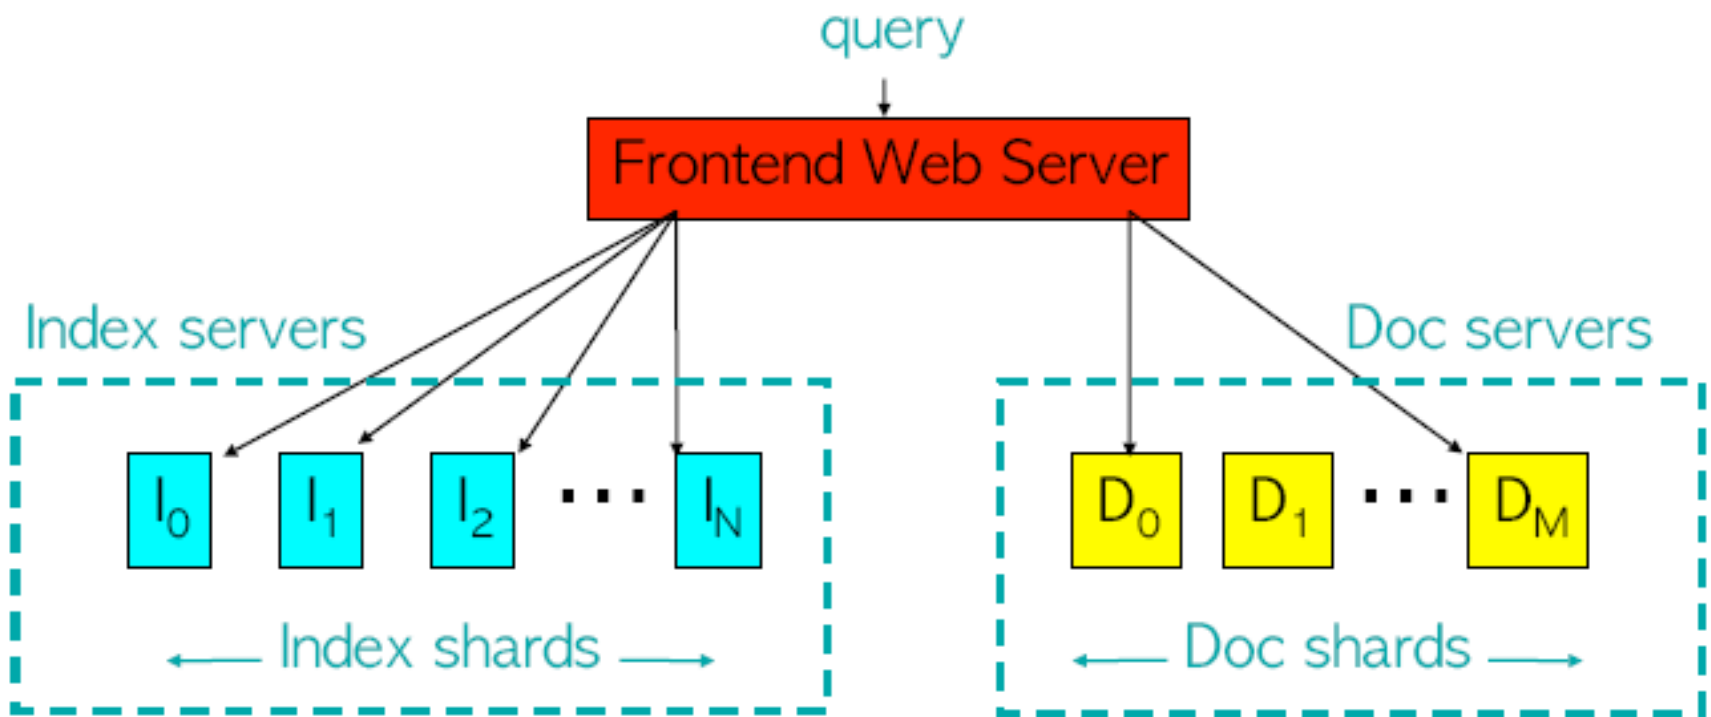 query
Frontend Web Server
Index servers
Doc servers
I0 I1 I2 ... IN
D0 D1 ... DM
Index shards
Doc shards